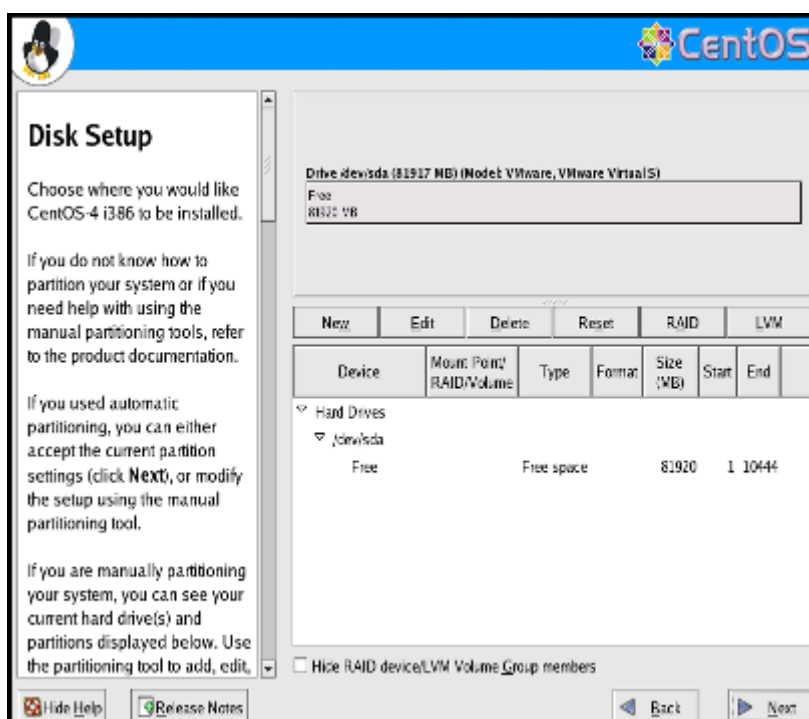 CentOS
Disk Setup
Choose where you would like
CentOS-4 i386 to be installed.
If you do not know how to
partition your system or if you
need help with using the
manual partitioning tools, refer
to the product documentation.
If you used automatic
partitioning, you can either
accept the current partition
settings (click Next), or modify
the setup using the manual
partitioning tool.
If you are manually partitioning
your system, you can see your
current hard drive(s) and
partitions displayed below. Use
the partitioning tool to add, edit,
Drive /dev/sda (81917 MB) (Model: VMware, VMware Virtual S)
Free
81920 MB
New Edit Delete Reset RAID LVM
Device Mount Point/ RAID/Volume Type Format Size (MB) Start End
Hard Drives
/dev/sda
Free Free space 81920 1 10444
Hide RAID device/LVM Volume Group members
Hide Help Release Notes Back Next